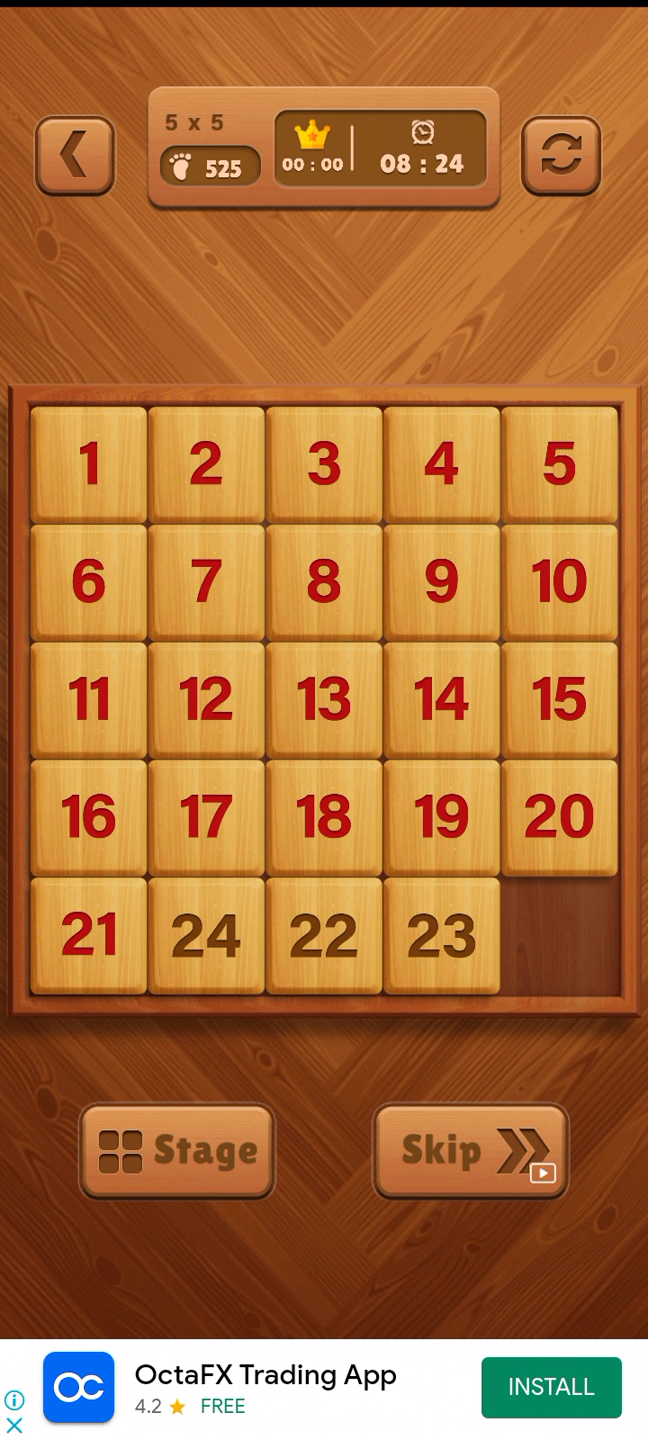 5 x 5
525
00 : 00
08 : 24
1 2 3 4 5
6 7 8 9 10
11 12 13 14 15
16 17 18 19 20
21 24 22 23
Stage
Skip
OctaFX Trading App
4.2 ★ FREE
INSTALL